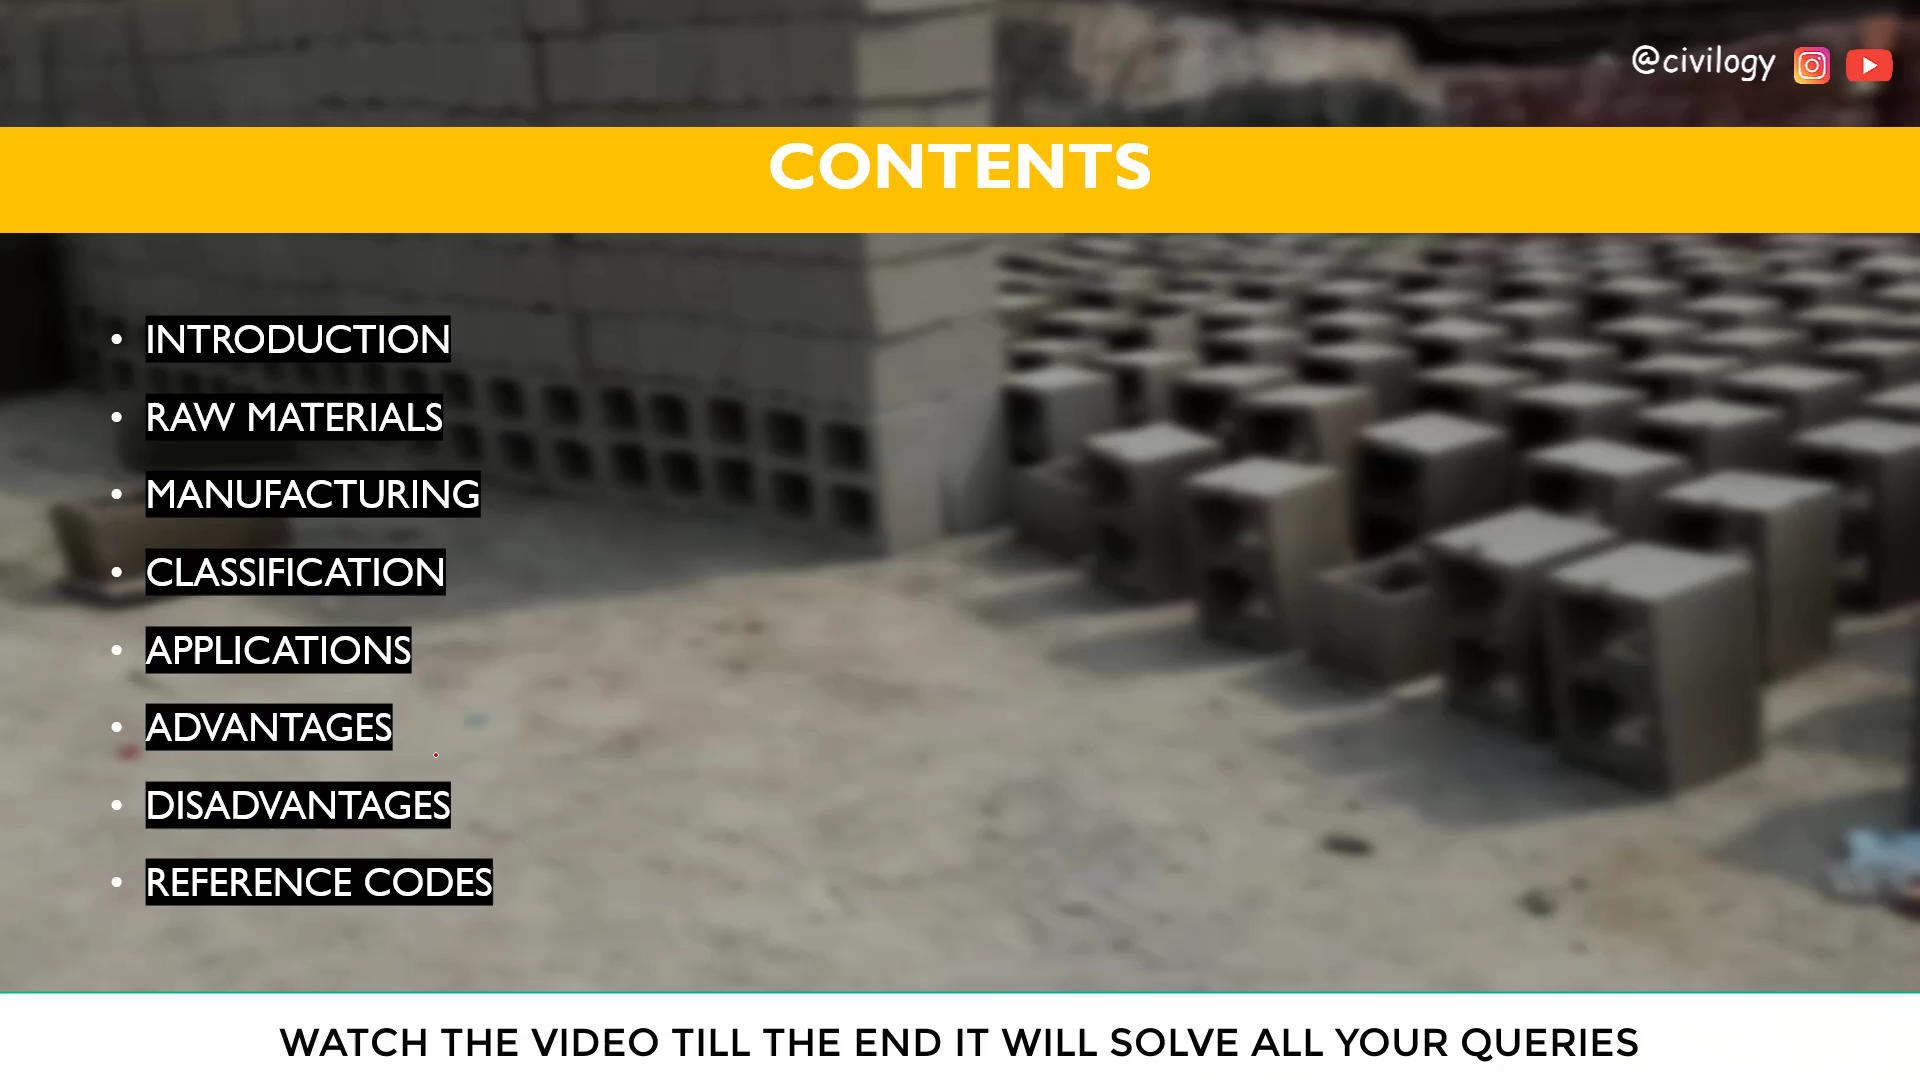 @civilogy
CONTENTS
• INTRODUCTION
• RAW MATERIALS
• MANUFACTURING
• CLASSIFICATION
• APPLICATIONS
• ADVANTAGES
• DISADVANTAGES
• REFERENCE CODES
WATCH THE VIDEO TILL THE END IT WILL SOLVE ALL YOUR QUERIES